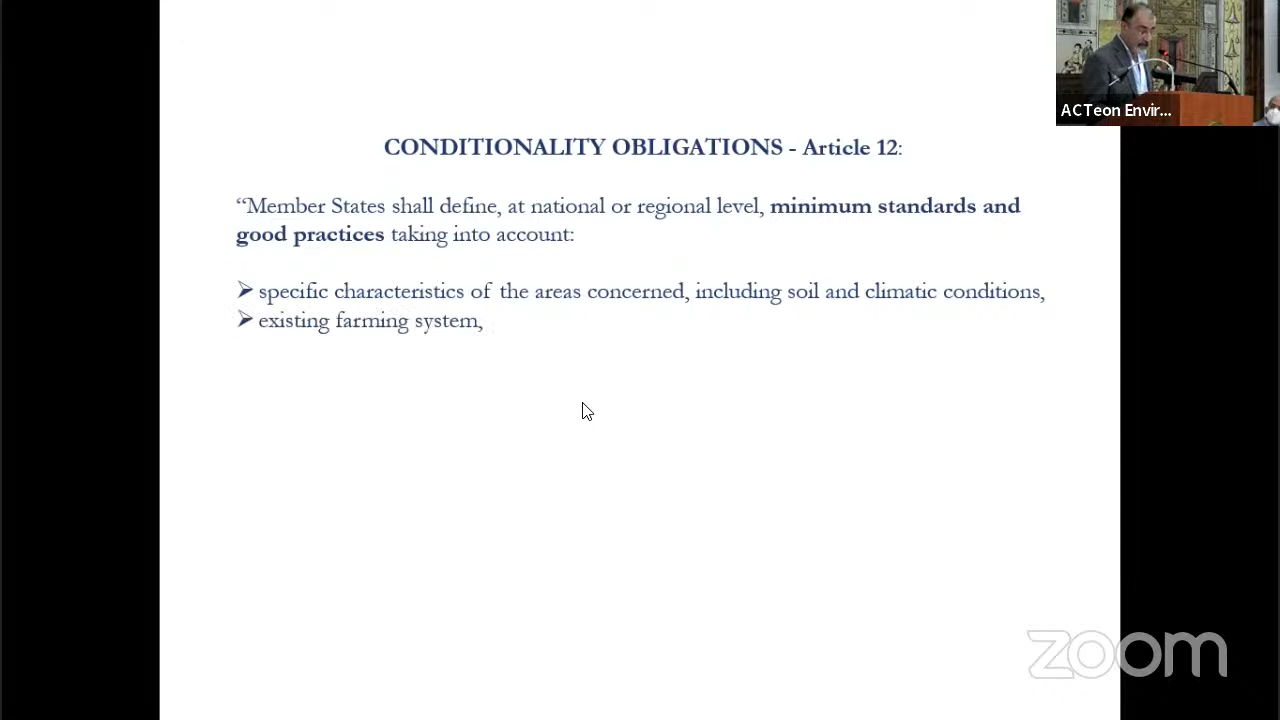 ACTeon Envir...
CONDITIONALITY OBLIGATIONS - Article 12:
“Member States shall define, at national or regional level, minimum standards and
good practices taking into account:
➢ specific characteristics of the areas concerned, including soil and climatic conditions,
➢ existing farming system,
zoom